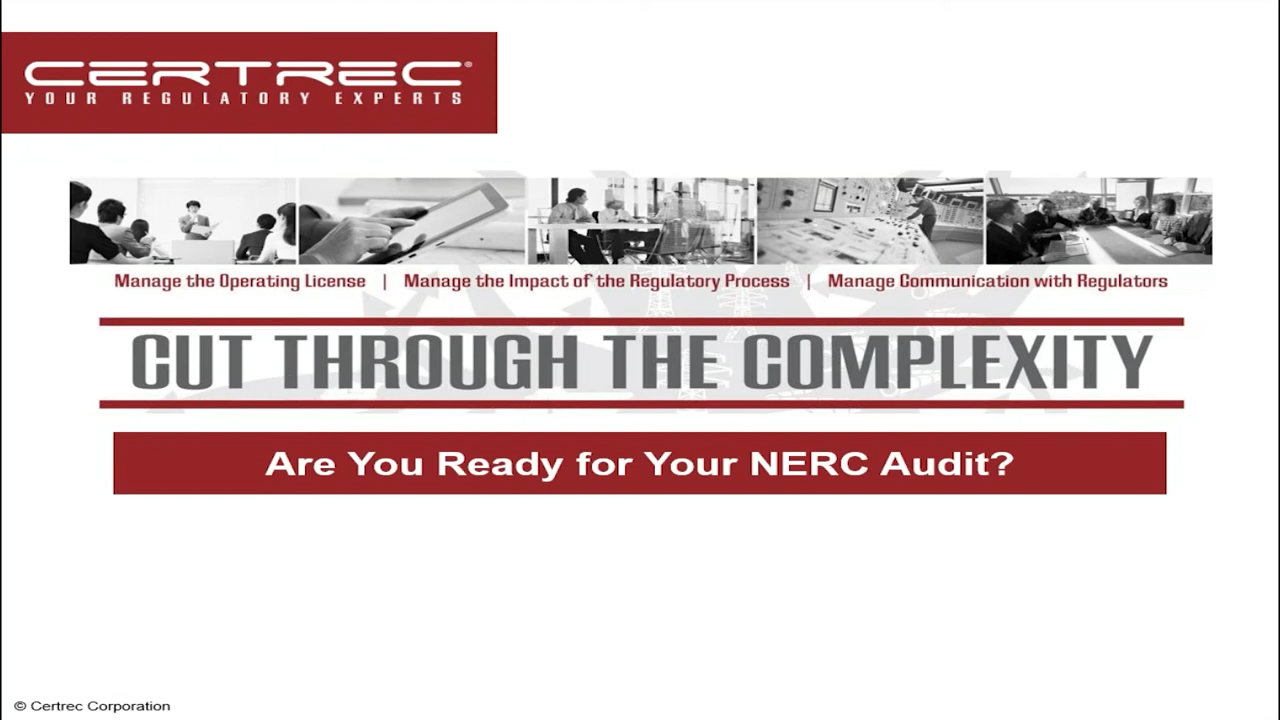 CERTREC®
YOUR REGULATORY EXPERTS
Manage the Operating License | Manage the Impact of the Regulatory Process | Manage Communication with Regulators
CUT THROUGH THE COMPLEXITY
Are You Ready for Your NERC Audit?
© Certrec Corporation